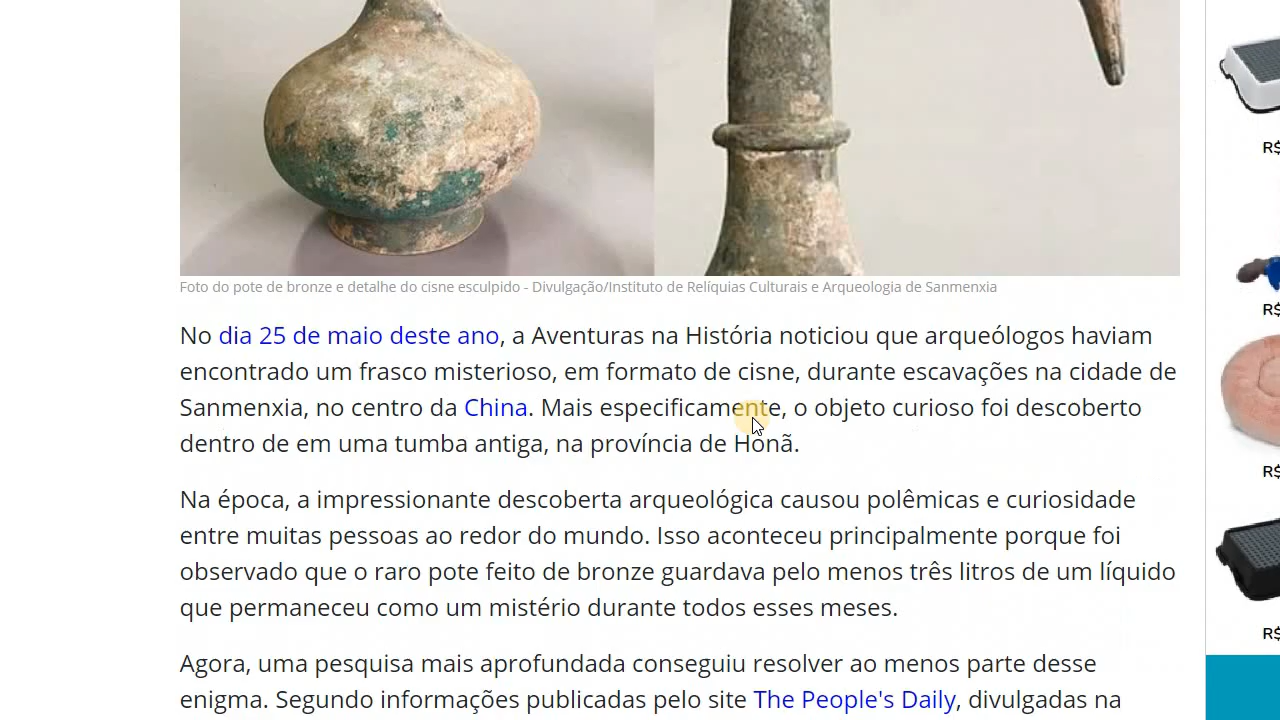 Foto do pote de bronze e detalhe do cisne esculpido - Divulgação/Instituto de Relíquias Culturais e Arqueologia de Sanmenxia
No dia 25 de maio deste ano, a Aventuras na História noticiou que arqueólogos haviam
encontrado um frasco misterioso, em formato de cisne, durante escavações na cidade de
Sanmenxia, no centro da China. Mais especificamente, o objeto curioso foi descoberto
dentro de em uma tumba antiga, na província de Honã.
Na época, a impressionante descoberta arqueológica causou polêmicas e curiosidade
entre muitas pessoas ao redor do mundo. Isso aconteceu principalmente porque foi
observado que o raro pote feito de bronze guardava pelo menos três litros de um líquido
que permaneceu como um mistério durante todos esses meses.
Agora, uma pesquisa mais aprofundada conseguiu resolver ao menos parte desse
enigma. Segundo informações publicadas pelo site The People's Daily, divulgadas na
R$
R$
R$
R$